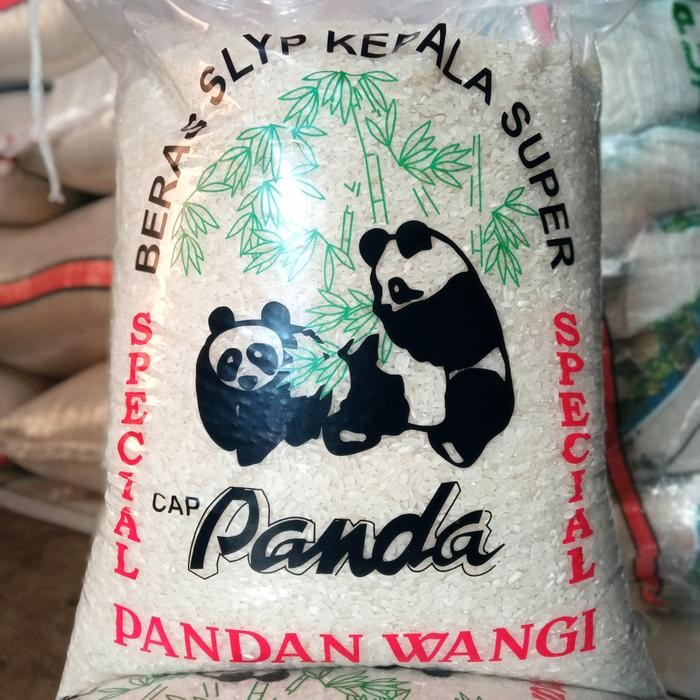 BERAS SLYP KEPALA SUPER
SPECIAL
SPECIAL
CAP Panda
PANDAN WANGI